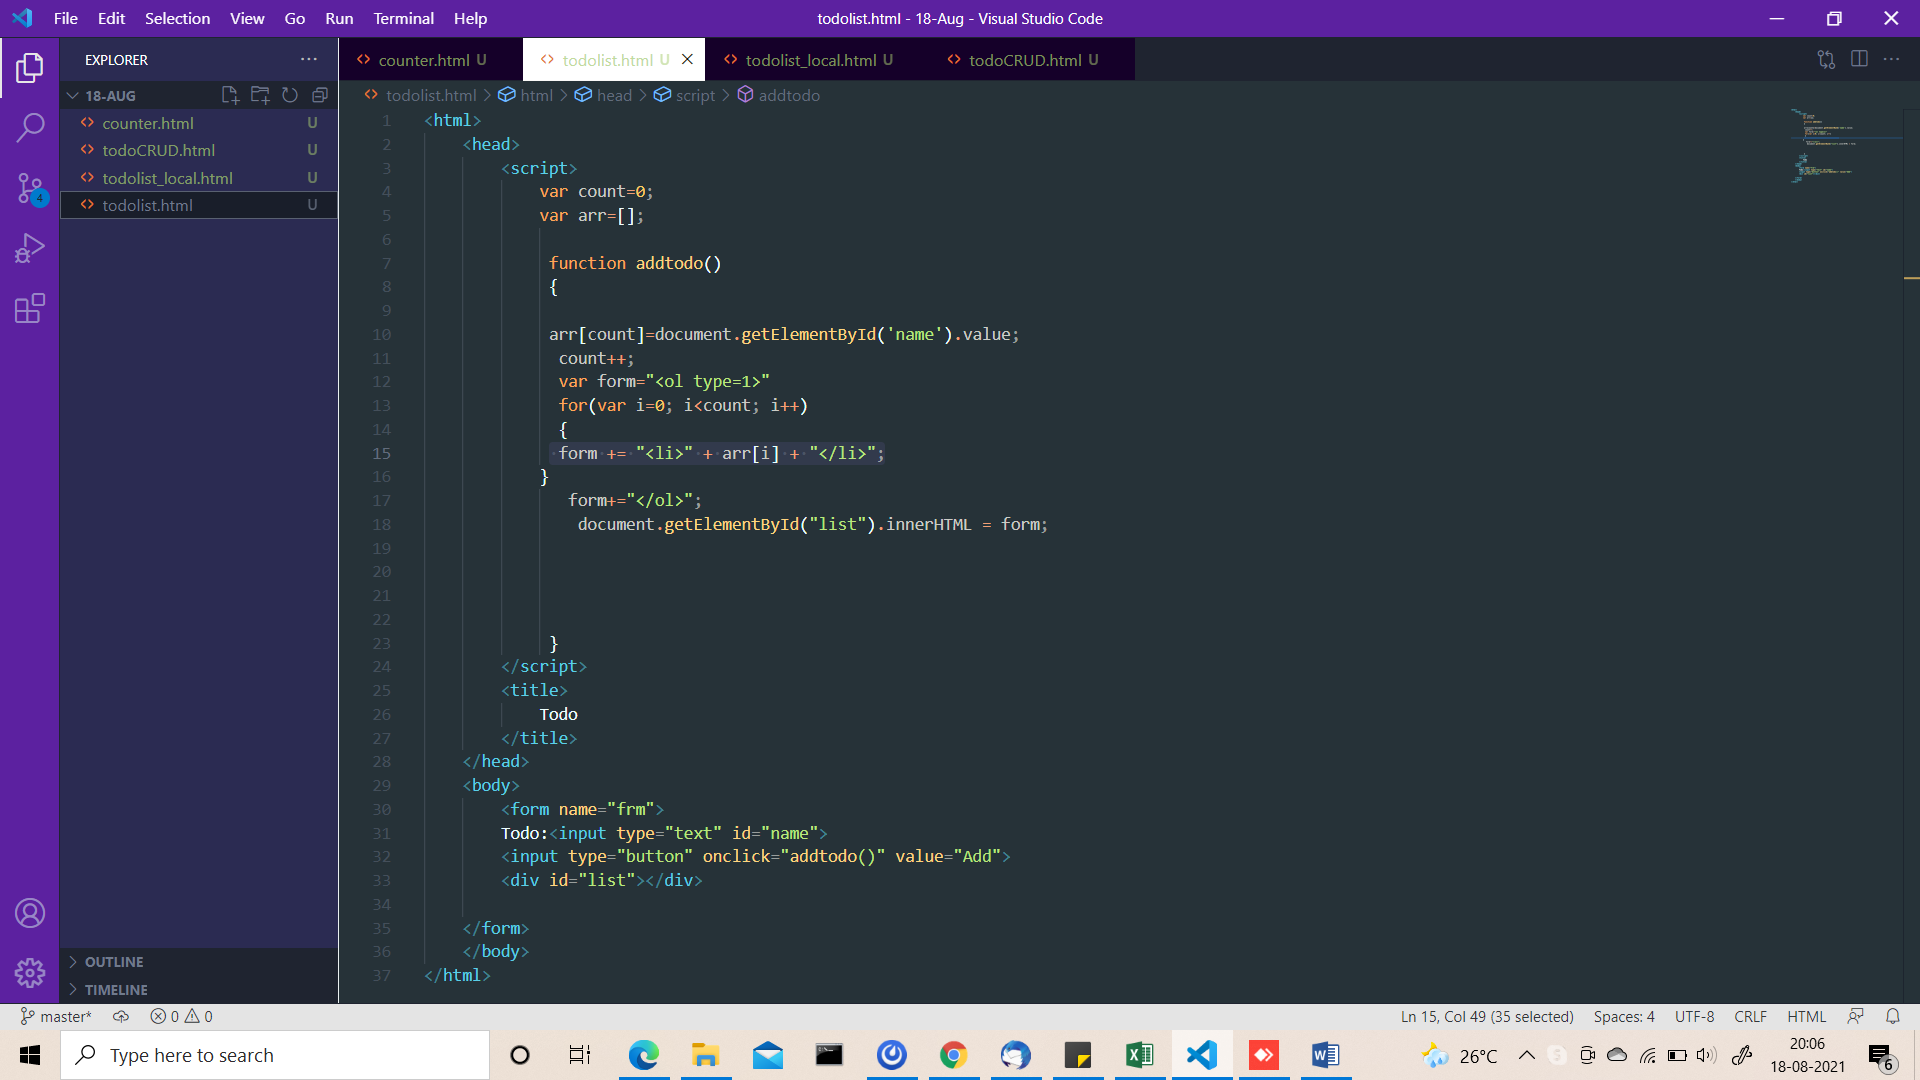 File Edit Selection View Go Run Terminal Help
todolist.html - 18-Aug - Visual Studio Code
EXPLORER
18-AUG
counter.html U
todoCRUD.html U
todolist_local.html U
todolist.html U
4
OUTLINE
TIMELINE
counter.html U todolist.html U todolist_local.html U todoCRUD.html U
todolist.html > html > head > script > addtodo
1 <html>
2 <head>
3 <script>
4 var count=0;
5 var arr=[];
6
7 function addtodo()
8 {
9
10 arr[count]=document.getElementById('name').value;
11 count++;
12 var form="<ol type=1>"
13 for(var i=0; i<count; i++)
14 {
15 form += "<li>" + arr[i] + "</li>";
16 }
17 form+="</ol>";
18 document.getElementById("list").innerHTML = form;
19
20
21
22
23 }
24 </script>
25 <title>
26 Todo
27 </title>
28 </head>
29 <body>
30 <form name="frm">
31 Todo:<input type="text" id="name">
32 <input type="button" onclick="addtodo()" value="Add">
33 <div id="list"></div>
34
35 </form>
36 </body>
37 </html>
master* 0 0
Ln 15, Col 49 (35 selected) Spaces: 4 UTF-8 CRLF HTML
Type here to search
26°C
20:06
18-08-2021
6